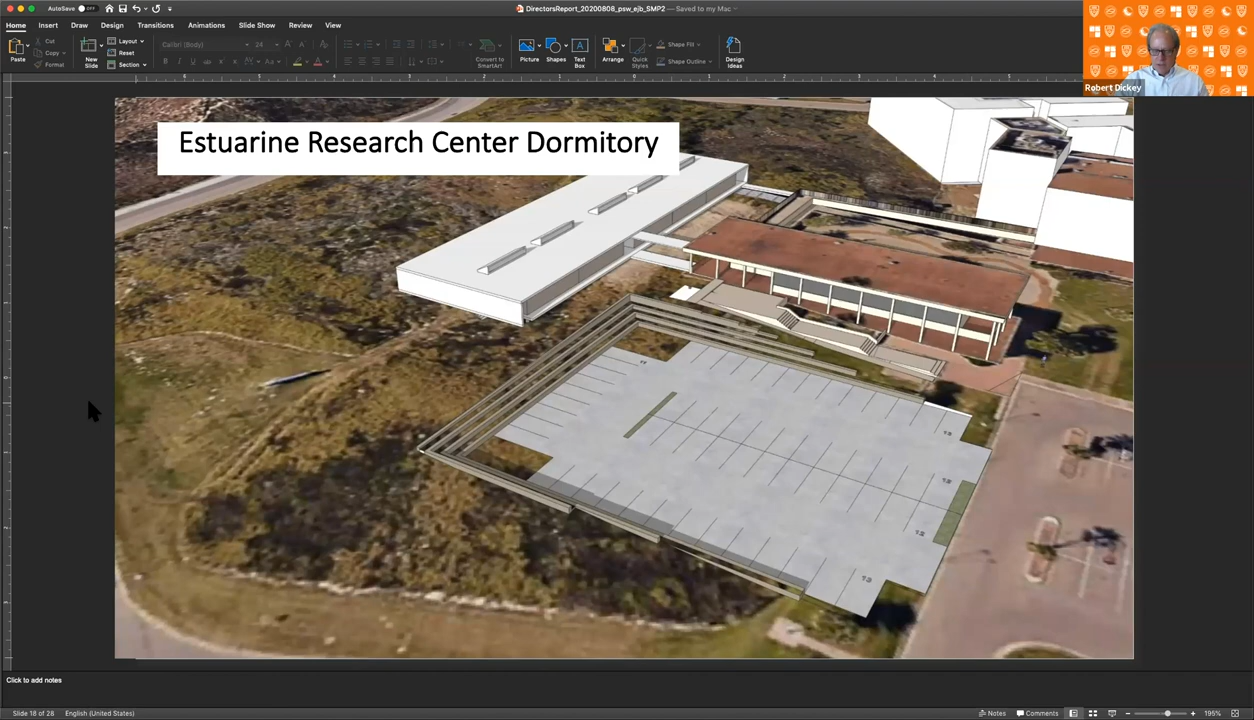 AutoSave OFF
DirectorsReport_20200808_psw_ejb_SMP2 — Saved to my Mac
Home Insert Draw Design Transitions Animations Slide Show Review View
Paste
Cut
Copy
Format
New Slide
Layout
Reset
Section
Calibri (Body) 24
Convert to SmartArt
Picture
Shapes
Text Box
Arrange
Quick Styles
Shape Fill
Shape Outline
Design Ideas
Robert Dickey
Estuarine Research Center Dormitory
Click to add notes
Slide 18 of 28 English (United States) Notes Comments 195%